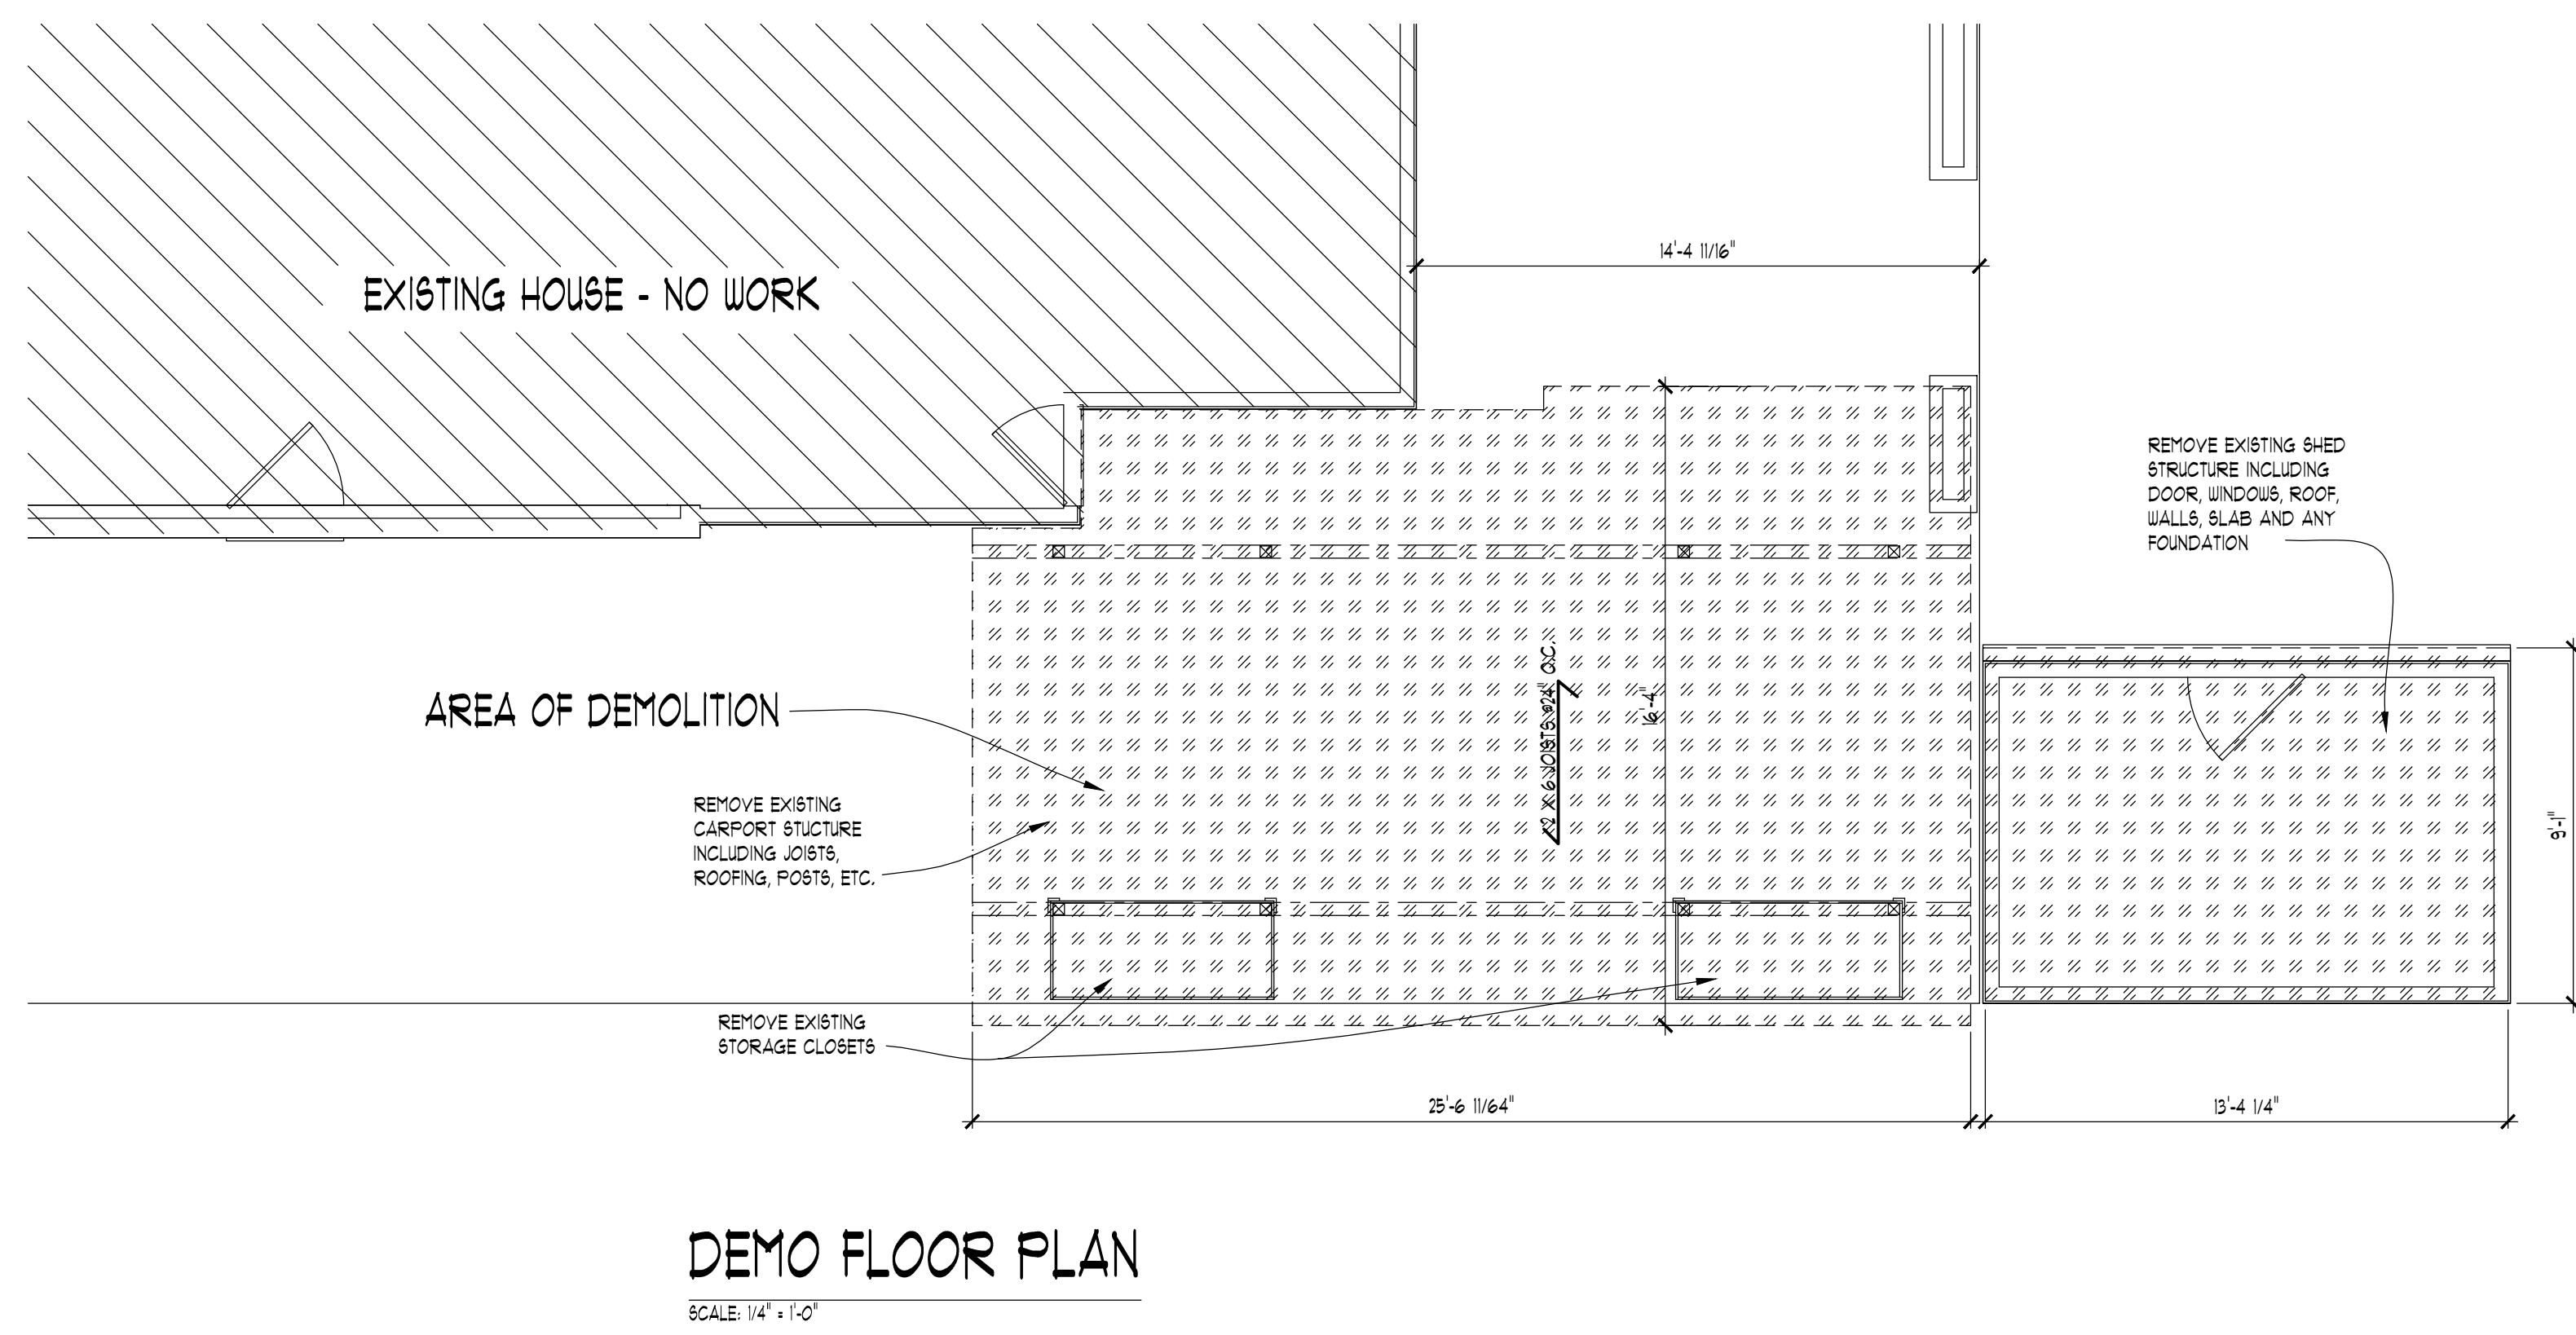 14'-4 11/16"
EXISTING HOUSE - NO WORK
REMOVE EXISTING SHED
STRUCTURE INCLUDING
DOOR, WINDOWS, ROOF,
WALLS, SLAB AND ANY
FOUNDATION
AREA OF DEMOLITION
2 X 6 JOISTS @24" O.C.
16'-4"
REMOVE EXISTING
CARPORT STUCTURE
INCLUDING JOISTS,
ROOFING, POSTS, ETC.
9'-1"
REMOVE EXISTING
STORAGE CLOSETS
25'-6 11/64"
13'-4 1/4"
DEMO FLOOR PLAN
SCALE: 1/4" = 1'-0"